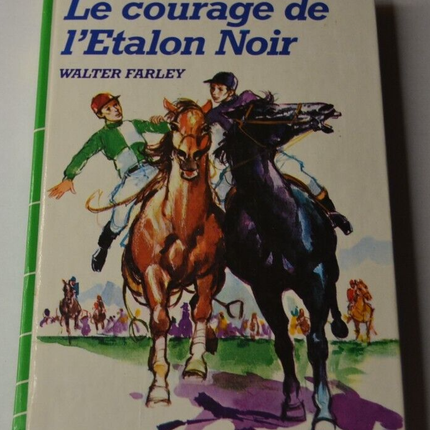 Le courage de
l'Etalon Noir
WALTER FARLEY